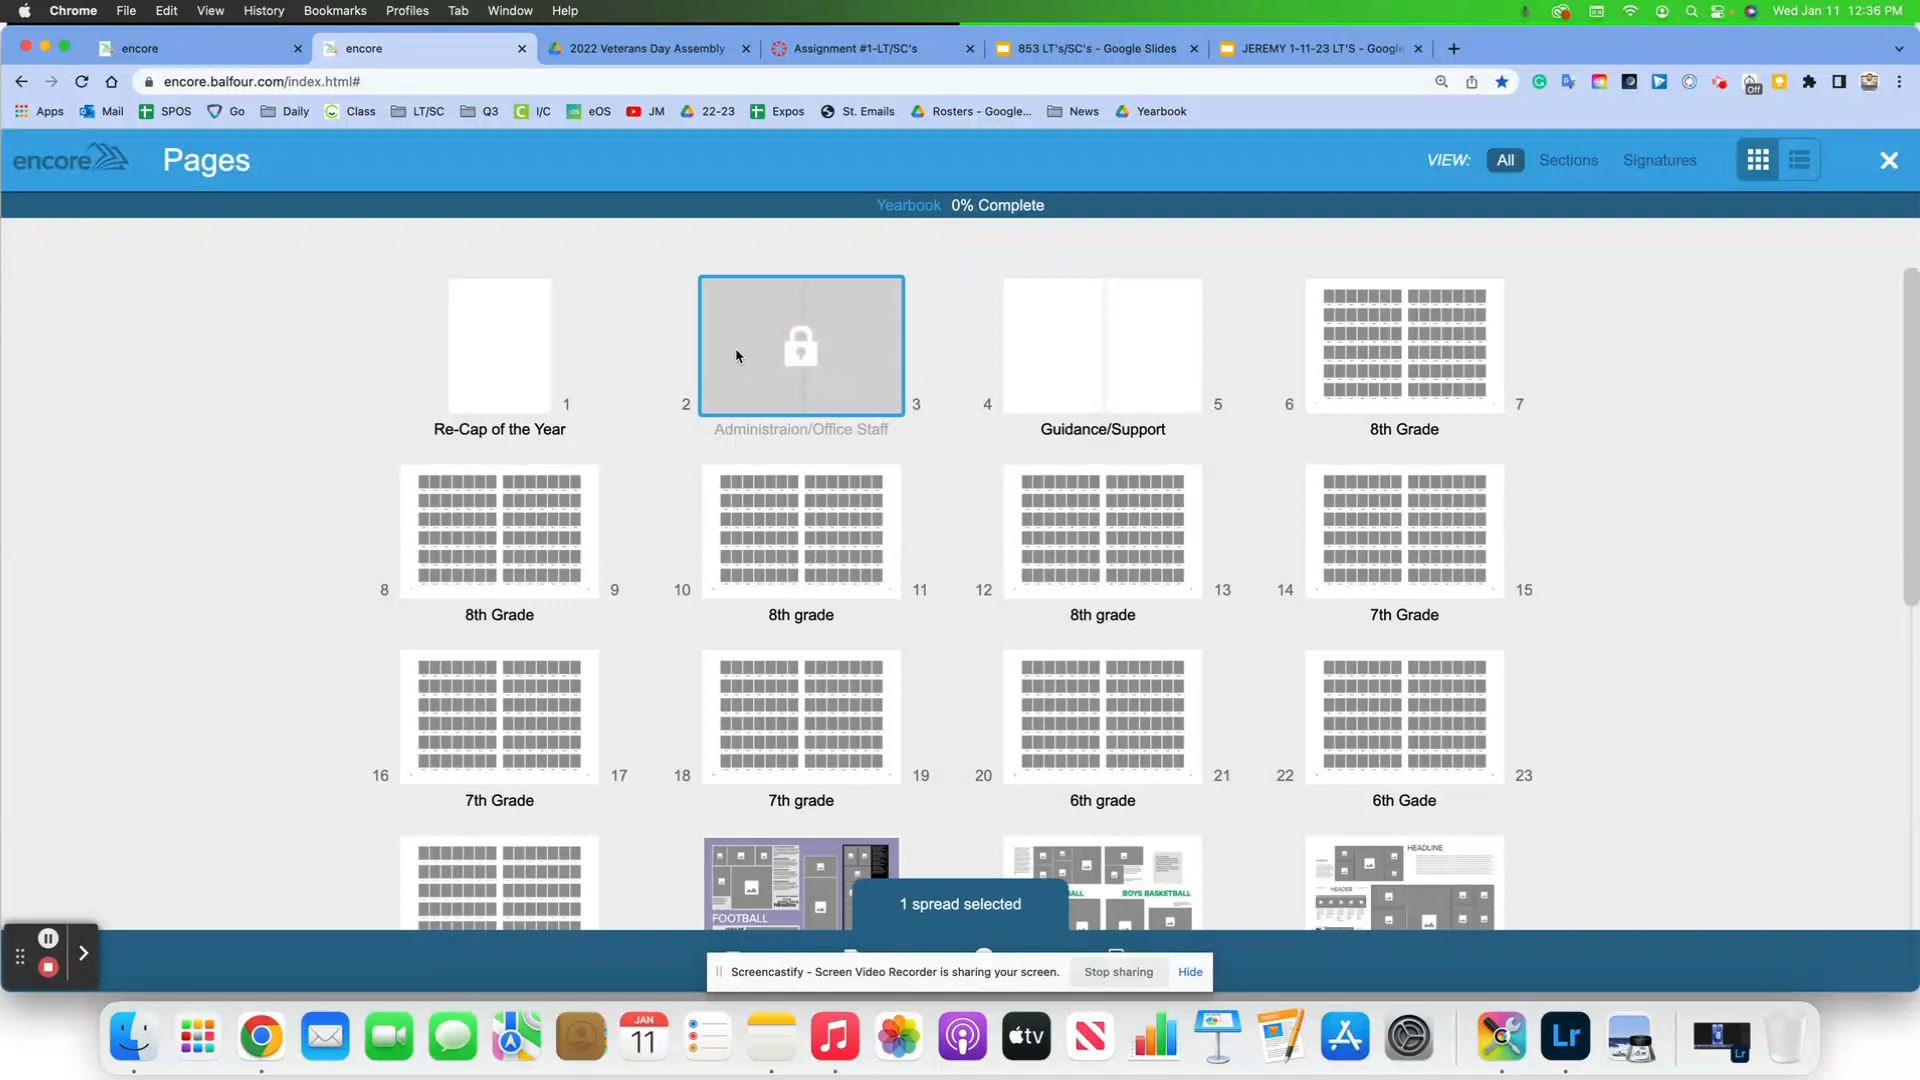 Chrome File Edit View History Bookmarks Profiles Tab Window Help Wed Jan 11 12:36 PM
encore encore 2022 Veterans Day Assembly - Assignment #1-LT/SC's 853 LT's/SC's - Google Slides JEREMY 1-11-23 LT'S - Google
encore.balfour.com/index.html#
Off
Apps Mail SPOS Go Daily Class LT/SC Q3 I/C eOS JM 22-23 Expos St. Emails Rosters - Google... News Yearbook
encore Pages VIEW: All Sections Signatures
Yearbook 0% Complete
1 2 3 4 5 6 7
Re-Cap of the Year Administraion/Office Staff Guidance/Support 8th Grade
8 9 10 11 12 13 14 15
8th Grade 8th grade 8th grade 7th Grade
16 17 18 19 20 21 22 23
7th Grade 7th grade 6th grade 6th Gade
HEADLINE
HEADER
FOOTBALL
BALL BOYS BASKETBALL
1 spread selected
Screencastify - Screen Video Recorder is sharing your screen. Stop sharing Hide
JAN
11
tv
Lr
Lr